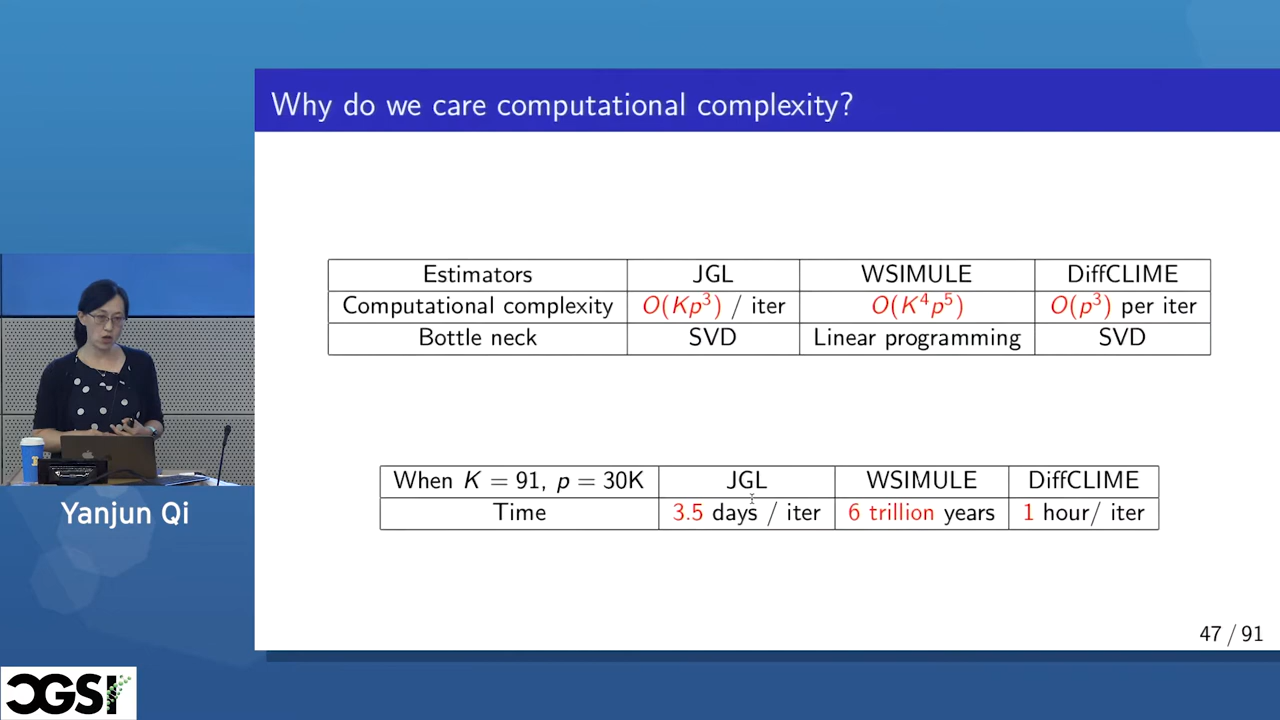 Why do we care computational complexity?
Estimators JGL WSIMULE DiffCLIME
Computational complexity O(Kp³) / iter O(K⁴p⁵) O(p³) per iter
Bottle neck SVD Linear programming SVD
When K = 91, p = 30K JGL WSIMULE DiffCLIME
Time 3.5 days / iter 6 trillion years 1 hour/ iter
47 / 91
Yanjun Qi
CGSI